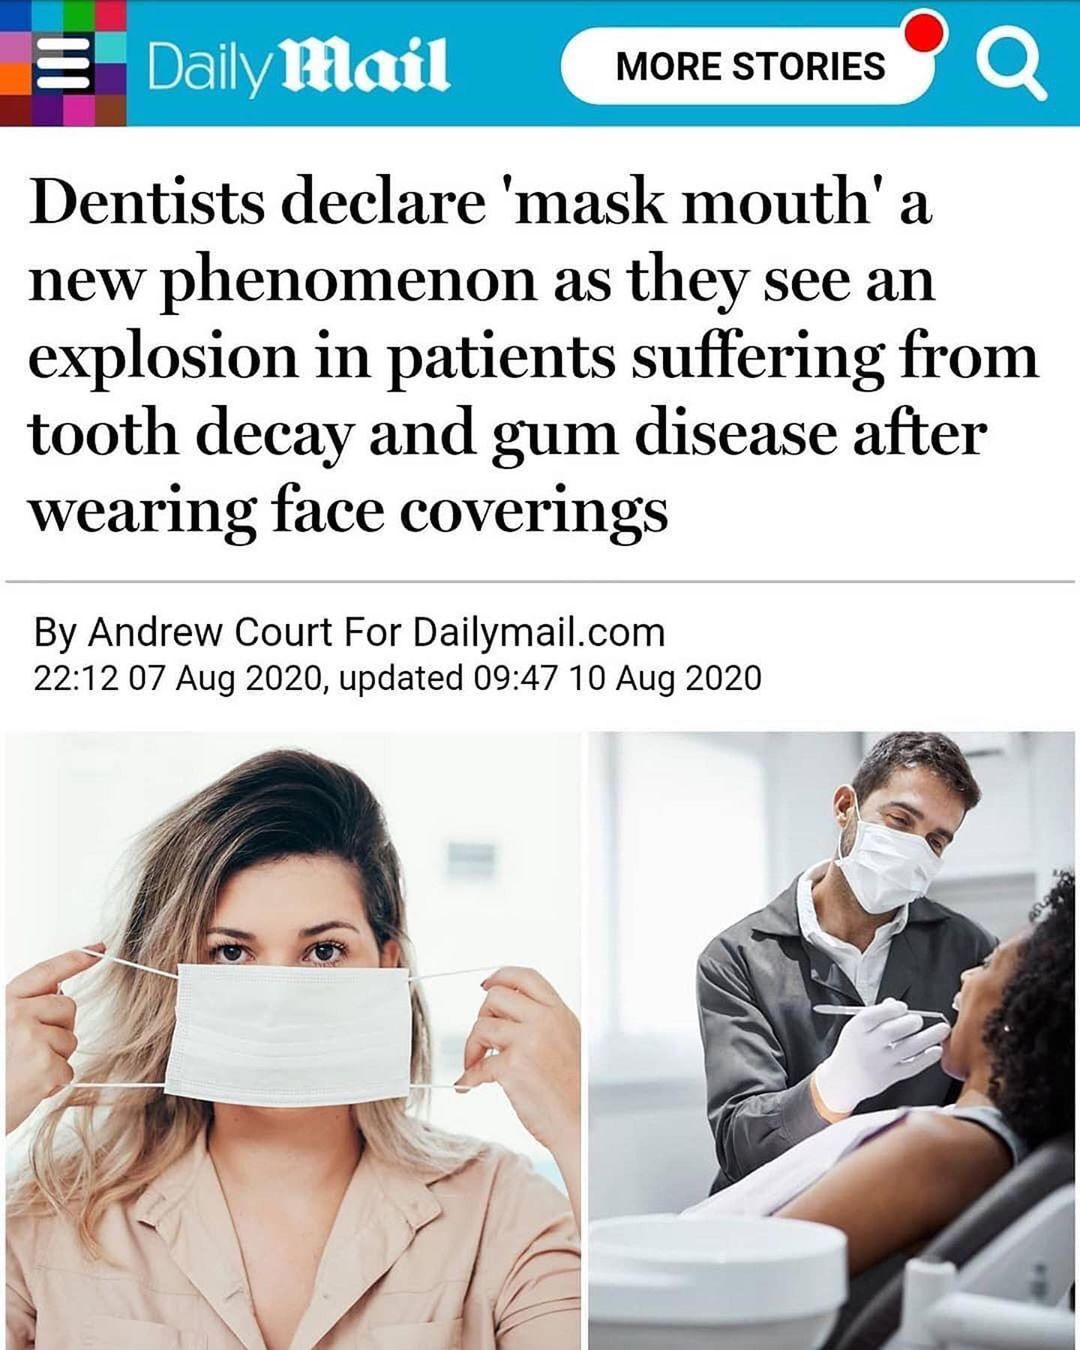 Daily Mail
MORE STORIES
Dentists declare 'mask mouth' a
new phenomenon as they see an
explosion in patients suffering from
tooth decay and gum disease after
wearing face coverings
By Andrew Court For Dailymail.com
22:12 07 Aug 2020, updated 09:47 10 Aug 2020